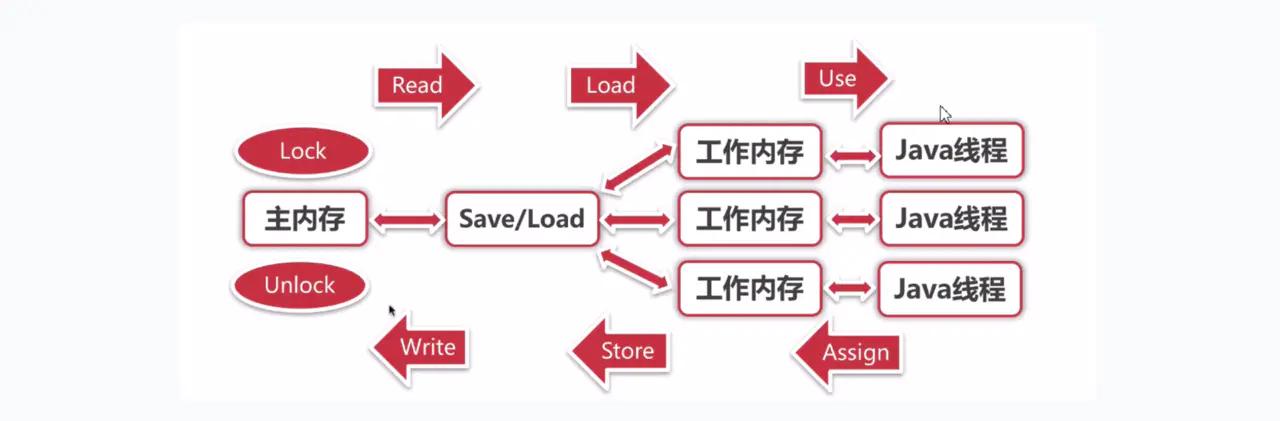 Read
Load
Use
Lock
工作内存
Java线程
主内存
Save/Load
工作内存
Java线程
Unlock
工作内存
Java线程
Write
Store
Assign